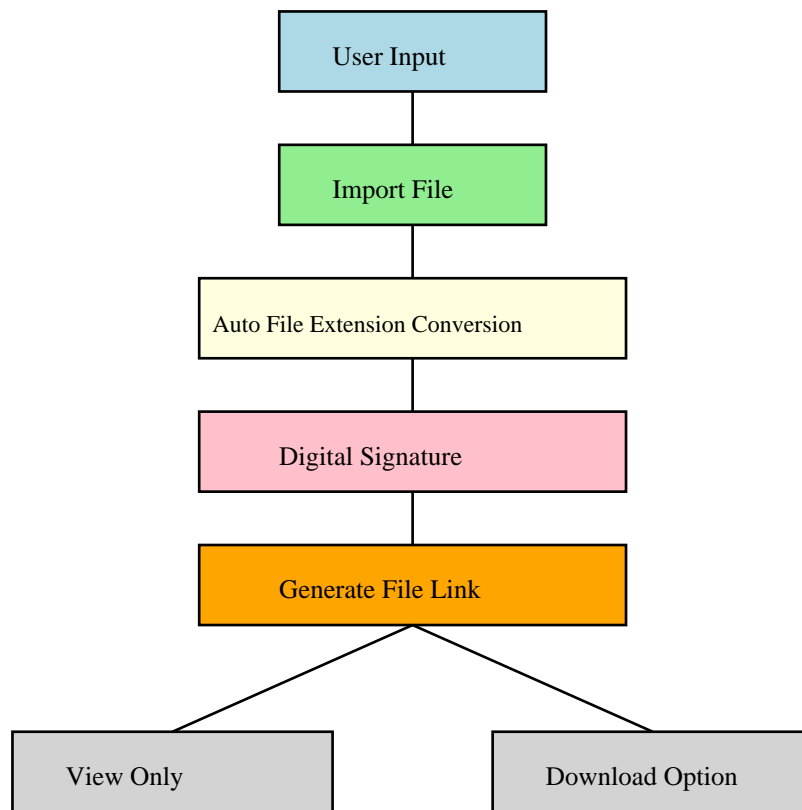 User Input
Import File
Auto File Extension Conversion
Digital Signature
Generate File Link
View Only
Download Option